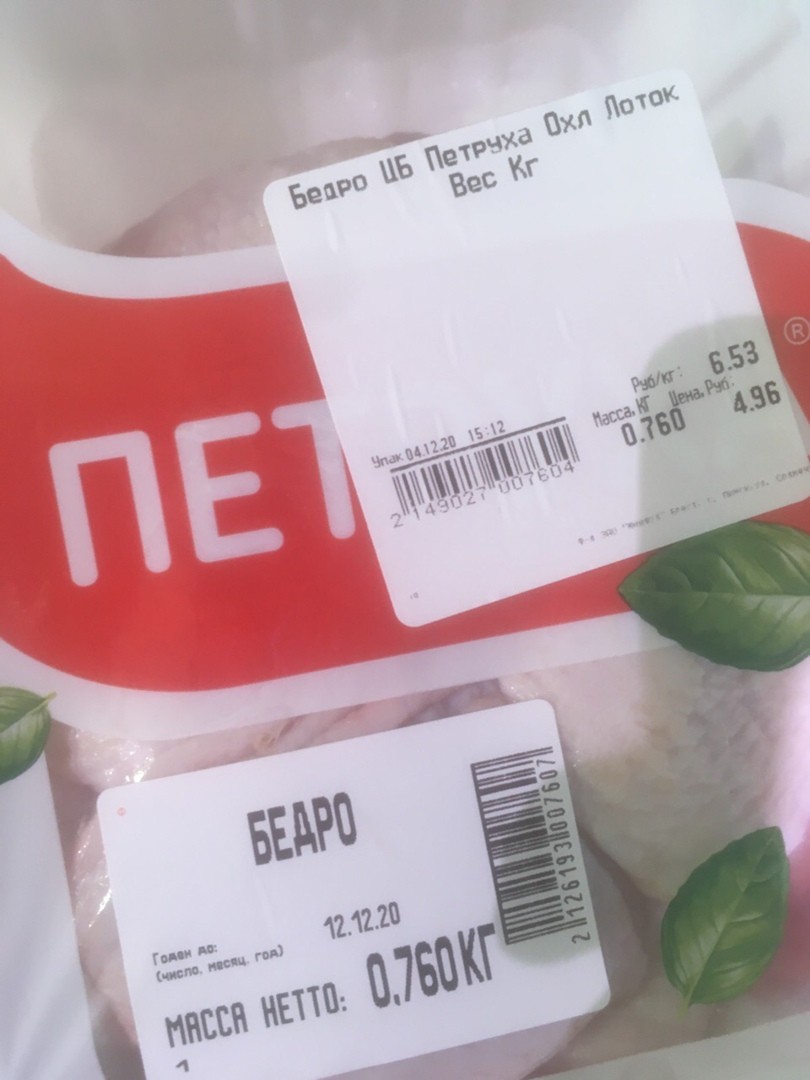 Бедро ЦБ Петруха Охл Лоток
Вес Кг
®
Руб/кг: 6.53
Масса,КГ Цена,Руб:
0.760 4.96
Упак 04.12.20 15:12
2 149027 007604
ПЕТ
БЕДРО
2 126193 007607
Годен до:
(число, месяц, год)
12.12.20
МАССА НЕТТО: 0,760КГ
1